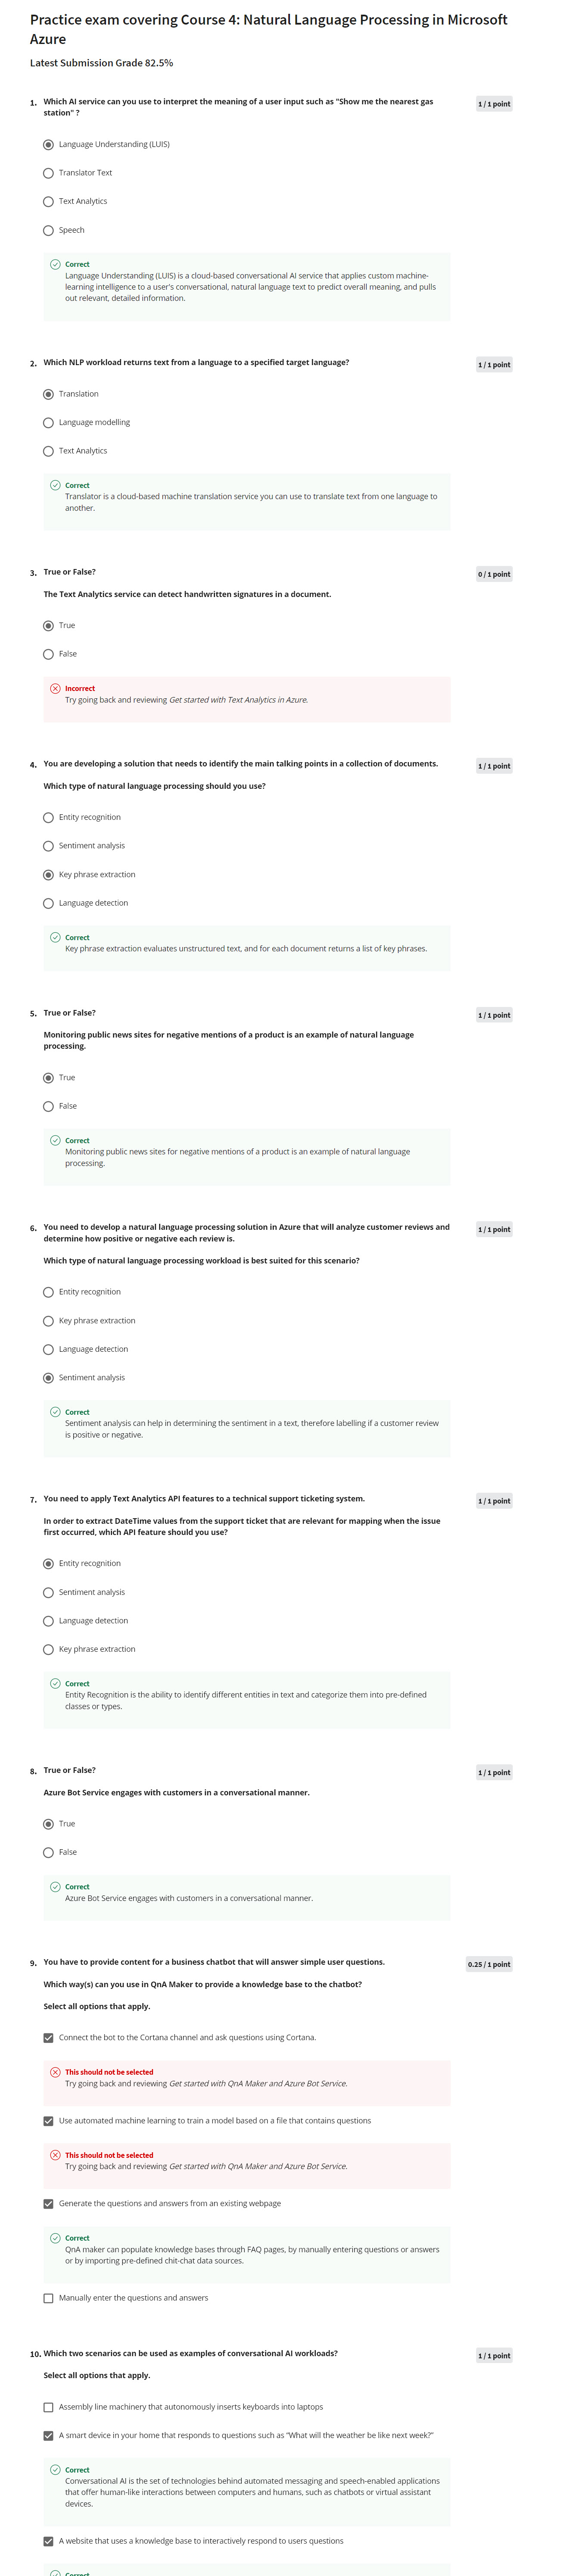 Practice exam covering Course 4: Natural Language Processing in Microsoft
Azure
Latest Submission Grade 82.5%
1. Which AI service can you use to interpret the meaning of a user input such as "Show me the nearest gas
station" ?
1 / 1 point
Language Understanding (LUIS)
Translator Text
Text Analytics
Speech
Correct
Language Understanding (LUIS) is a cloud-based conversational AI service that applies custom machine-
learning intelligence to a user's conversational, natural language text to predict overall meaning, and pulls
out relevant, detailed information.
2. Which NLP workload returns text from a language to a specified target language?
1 / 1 point
Translation
Language modelling
Text Analytics
Correct
Translator is a cloud-based machine translation service you can use to translate text from one language to
another.
3. True or False?
0 / 1 point
The Text Analytics service can detect handwritten signatures in a document.
True
False
Incorrect
Try going back and reviewing Get started with Text Analytics in Azure.
4. You are developing a solution that needs to identify the main talking points in a collection of documents.
1 / 1 point
Which type of natural language processing should you use?
Entity recognition
Sentiment analysis
Key phrase extraction
Language detection
Correct
Key phrase extraction evaluates unstructured text, and for each document returns a list of key phrases.
5. True or False?
1 / 1 point
Monitoring public news sites for negative mentions of a product is an example of natural language
processing.
True
False
Correct
Monitoring public news sites for negative mentions of a product is an example of natural language
processing.
6. You need to develop a natural language processing solution in Azure that will analyze customer reviews and
determine how positive or negative each review is.
1 / 1 point
Which type of natural language processing workload is best suited for this scenario?
Entity recognition
Key phrase extraction
Language detection
Sentiment analysis
Correct
Sentiment analysis can help in determining the sentiment in a text, therefore labelling if a customer review
is positive or negative.
7. You need to apply Text Analytics API features to a technical support ticketing system.
1 / 1 point
In order to extract DateTime values from the support ticket that are relevant for mapping when the issue
first occurred, which API feature should you use?
Entity recognition
Sentiment analysis
Language detection
Key phrase extraction
Correct
Entity Recognition is the ability to identify different entities in text and categorize them into pre-defined
classes or types.
8. True or False?
1 / 1 point
Azure Bot Service engages with customers in a conversational manner.
True
False
Correct
Azure Bot Service engages with customers in a conversational manner.
9. You have to provide content for a business chatbot that will answer simple user questions.
0.25 / 1 point
Which way(s) can you use in QnA Maker to provide a knowledge base to the chatbot?
Select all options that apply.
Connect the bot to the Cortana channel and ask questions using Cortana.
This should not be selected
Try going back and reviewing Get started with QnA Maker and Azure Bot Service.
Use automated machine learning to train a model based on a file that contains questions
This should not be selected
Try going back and reviewing Get started with QnA Maker and Azure Bot Service.
Generate the questions and answers from an existing webpage
Correct
QnA maker can populate knowledge bases through FAQ pages, by manually entering questions or answers
or by importing pre-defined chit-chat data sources.
Manually enter the questions and answers
10. Which two scenarios can be used as examples of conversational AI workloads?
1 / 1 point
Select all options that apply.
Assembly line machinery that autonomously inserts keyboards into laptops
A smart device in your home that responds to questions such as "What will the weather be like next week?"
Correct
Conversational AI is the set of technologies behind automated messaging and speech-enabled applications
that offer human-like interactions between computers and humans, such as chatbots or virtual assistant
devices.
A website that uses a knowledge base to interactively respond to users questions
Correct